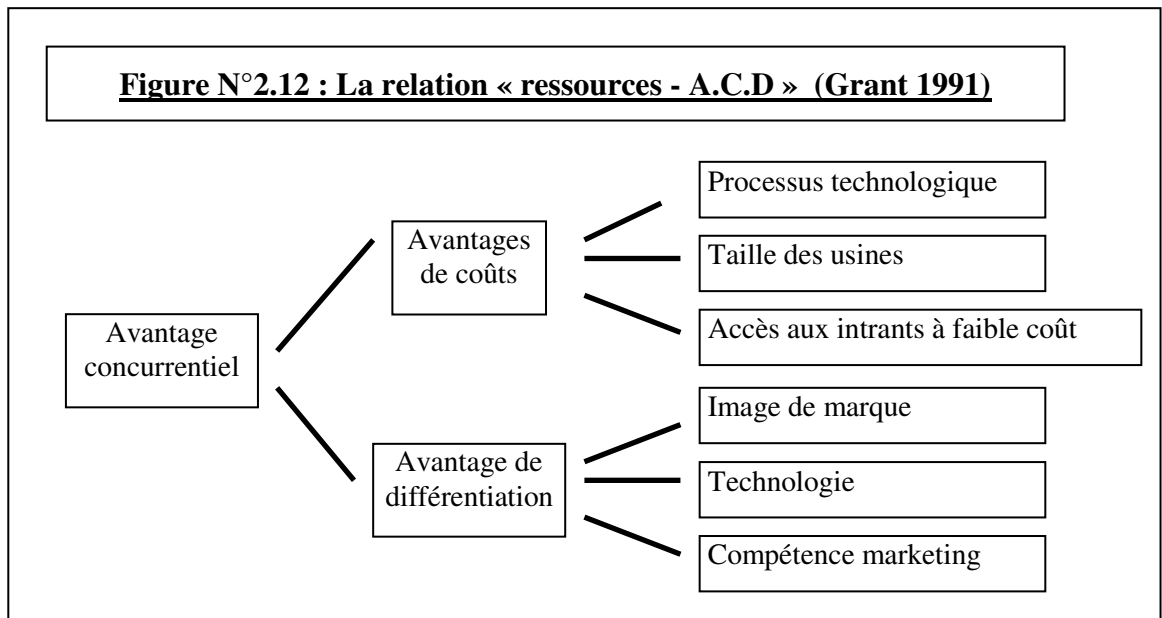 Figure N°2.12 : La relation « ressources - A.C.D » (Grant 1991)
Avantage
concurrentiel
Avantages
de coûts
Processus technologique
Taille des usines
Accès aux intrants à faible coût
Avantage de
différentiation
Image de marque
Technologie
Compétence marketing